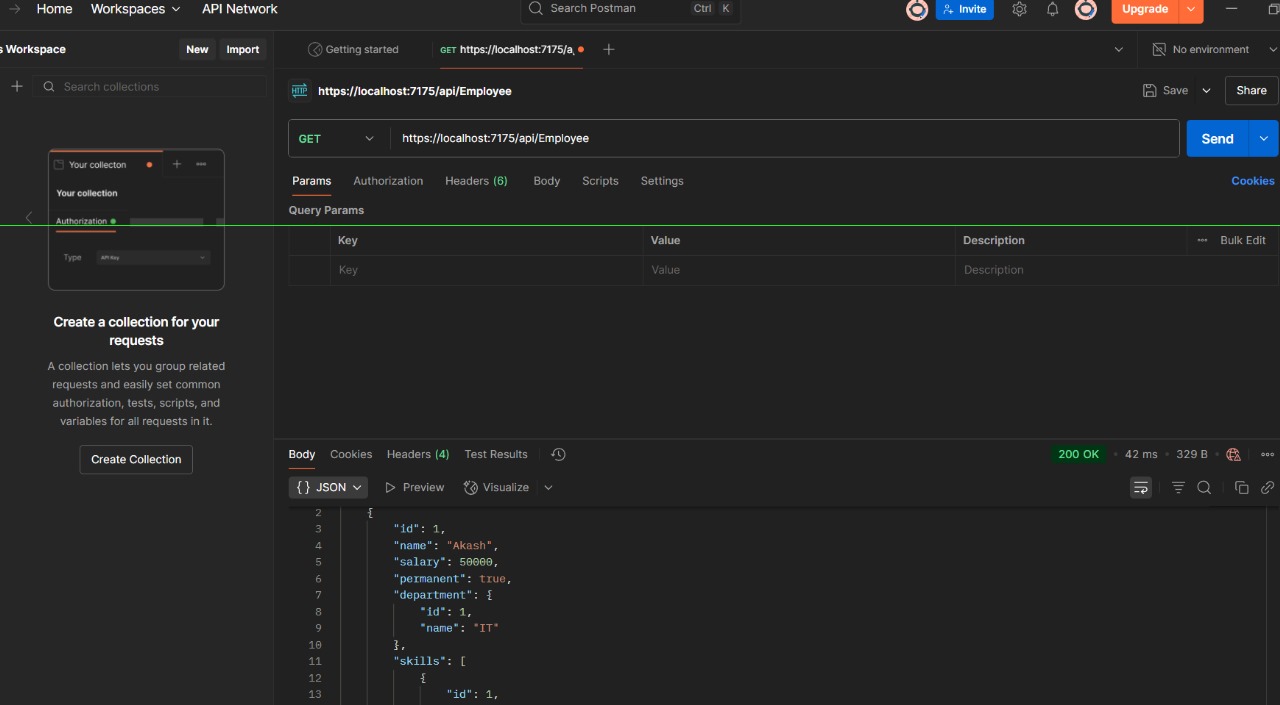 Home Workspaces API Network Search Postman Ctrl K Invite Upgrade
s Workspace New Import Getting started GET https://localhost:7175/a, No environment
Search collections
HTTP https://localhost:7175/api/Employee Save Share
GET https://localhost:7175/api/Employee Send
Your collecton
Your collection
Authorization
Type API Key
Params Authorization Headers (6) Body Scripts Settings Cookies
Query Params
Key Value Description Bulk Edit
Key Value Description
Create a collection for your
requests
A collection lets you group related
requests and easily set common
authorization, tests, scripts, and
variables for all requests in it.
Create Collection
Body Cookies Headers (4) Test Results 200 OK 42 ms 329 B
{} JSON Preview Visualize
2 {
3 "id": 1,
4 "name": "Akash",
5 "salary": 50000,
6 "permanent": true,
7 "department": {
8 "id": 1,
9 "name": "IT"
10 },
11 "skills": [
12 {
13 "id": 1,